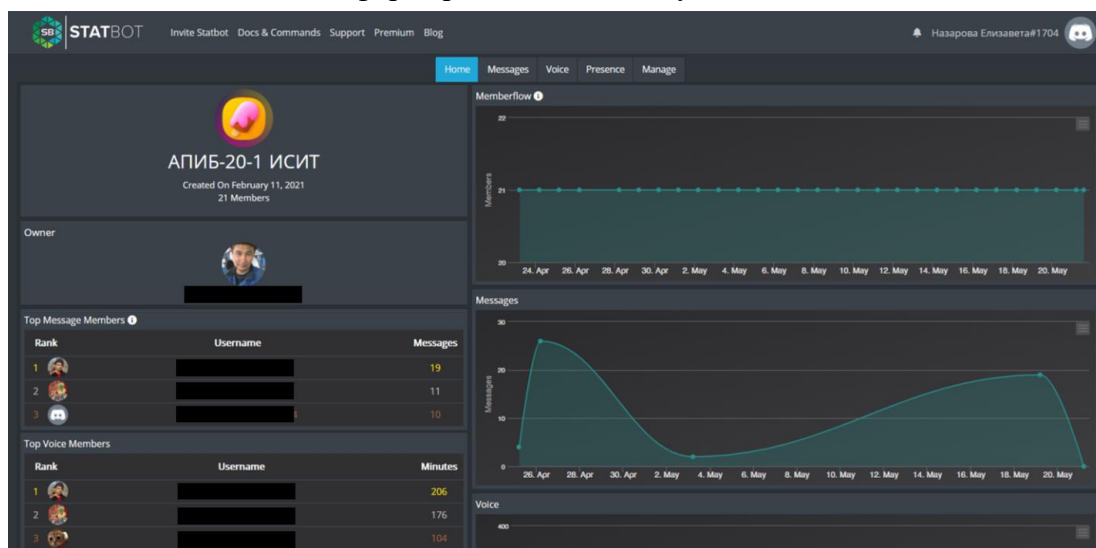 SB STATBOT Invite Statbot Docs & Commands Support Premium Blog Назарова Елизавета#1704
Home Messages Voice Presence Manage
АПИБ-20-1 ИСИТ
Created On February 11, 2021
21 Members
Owner
Top Message Members
Rank Username Messages
1 19
2 11
3 10
Top Voice Members
Rank Username Minutes
1 206
2 176
3 104
Memberflow
22
21
20
Members
24. Apr 26. Apr 28. Apr 30. Apr 2. May 4. May 6. May 8. May 10. May 12. May 14. May 16. May 18. May 20. May
Messages
30
20
10
0
Messages
26. Apr 28. Apr 30. Apr 2. May 4. May 6. May 8. May 10. May 12. May 14. May 16. May 18. May 20. May
Voice
400